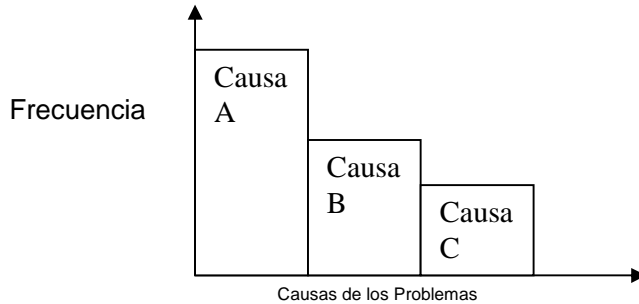 Frecuencia
Causa
A
Causa
B
Causa
C
Causas de los Problemas